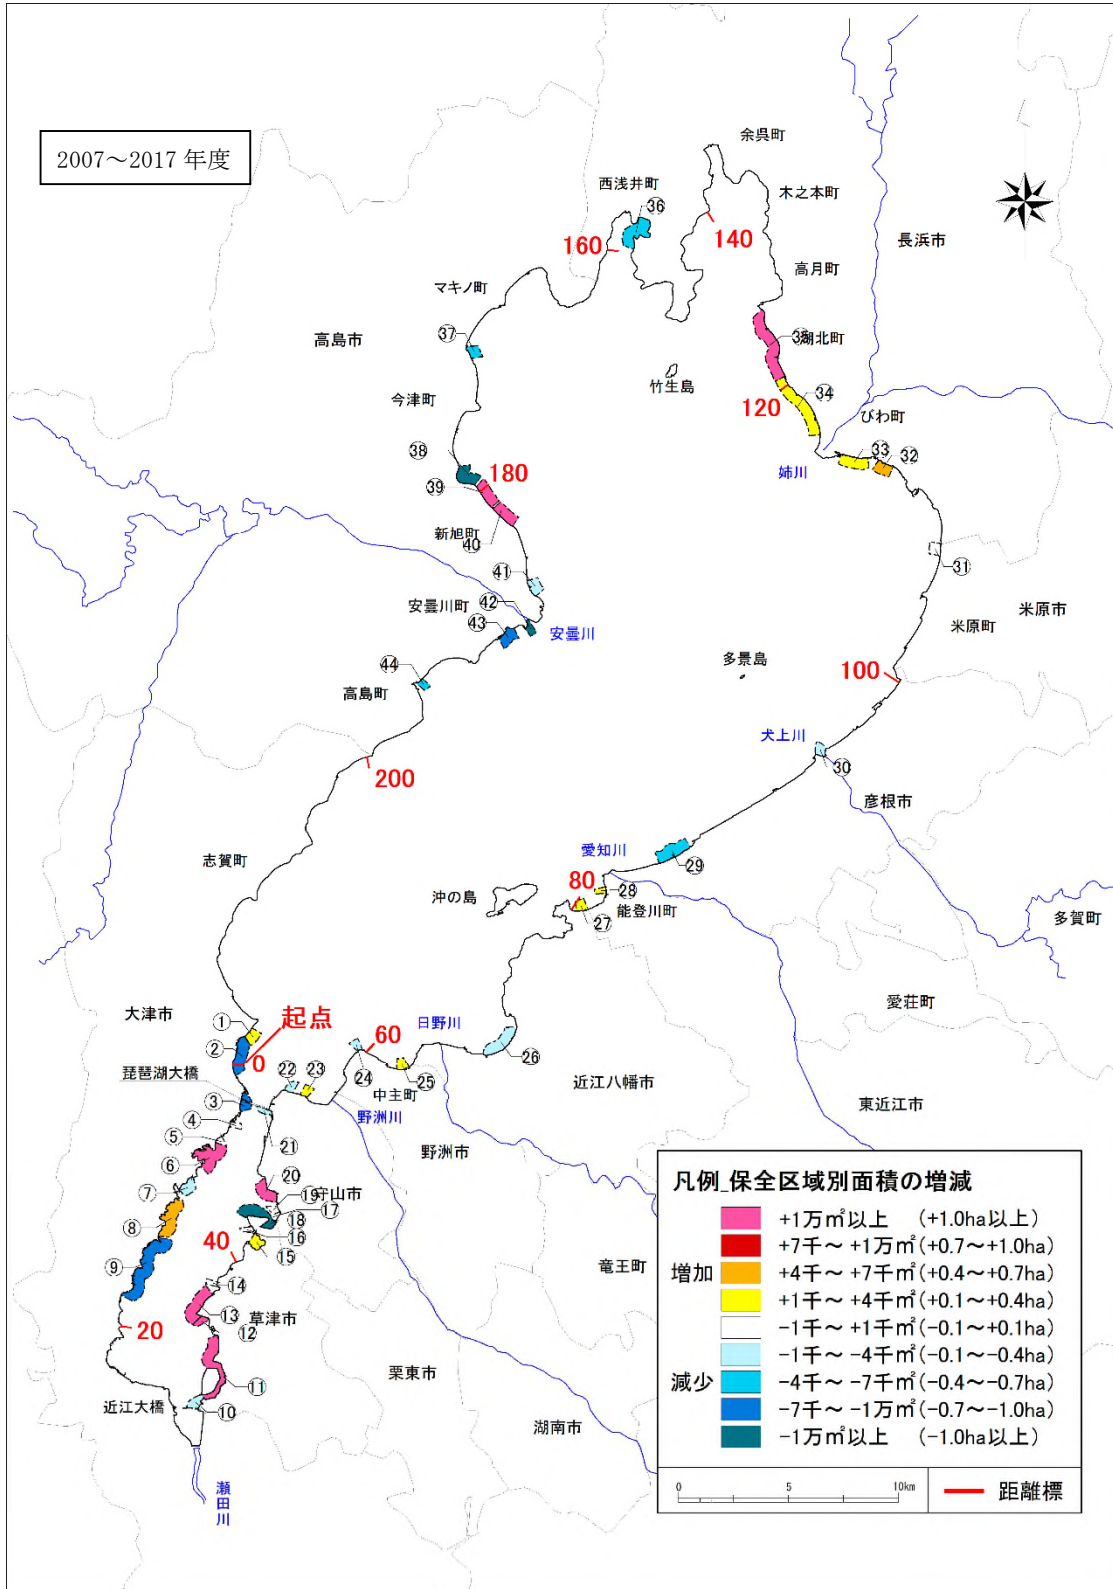 2007～2017 年度
余呉町
西浅井町
木之本町
㊱
140
160
長浜市
高月町
マキノ町
高島市
㊲
㉟
湖北町
竹生島
今津町
㉞
120
びわ町
㊳
180
㉝
㉜
姉川
㊴
新旭町
㊵
㉛
㊶
安曇川町
㊷
米原市
㊸
安曇川
米原町
多景島
㊹
100
高島町
犬上川
200
㉚
彦根市
愛知川
志賀町
㉙
80
沖の島
㉘
能登川町
㉗
多賀町
愛荘町
大津市
①
起点
日野川
②
60
0
㉖
琵琶湖大橋
㉒
㉓
㉔
㉕
近江八幡市
中主町
③
東近江市
④
野洲川
㉑
⑤
野洲市
⑥
⑦
⑳
守山市
⑲
⑰
⑱
⑧
⑯
40
⑮
⑨
竜王町
⑭
⑬
草津市
20
⑫
栗東市
⑪
近江大橋
⑩
湖南市
瀬田川
凡例_保全区域別面積の増減
+1万㎡以上 (+1.0ha以上)
+7千～ +1万㎡(+0.7～+1.0ha)
増加
+4千～ +7千㎡(+0.4～+0.7ha)
+1千～ +4千㎡(+0.1～+0.4ha)
-1千～ +1千㎡(-0.1～+0.1ha)
-1千～ -4千㎡(-0.1～-0.4ha)
減少
-4千～ -7千㎡(-0.4～-0.7ha)
-7千～ -1万㎡(-0.7～-1.0ha)
-1万㎡以上 (-1.0ha以上)
0 5 10km
距離標